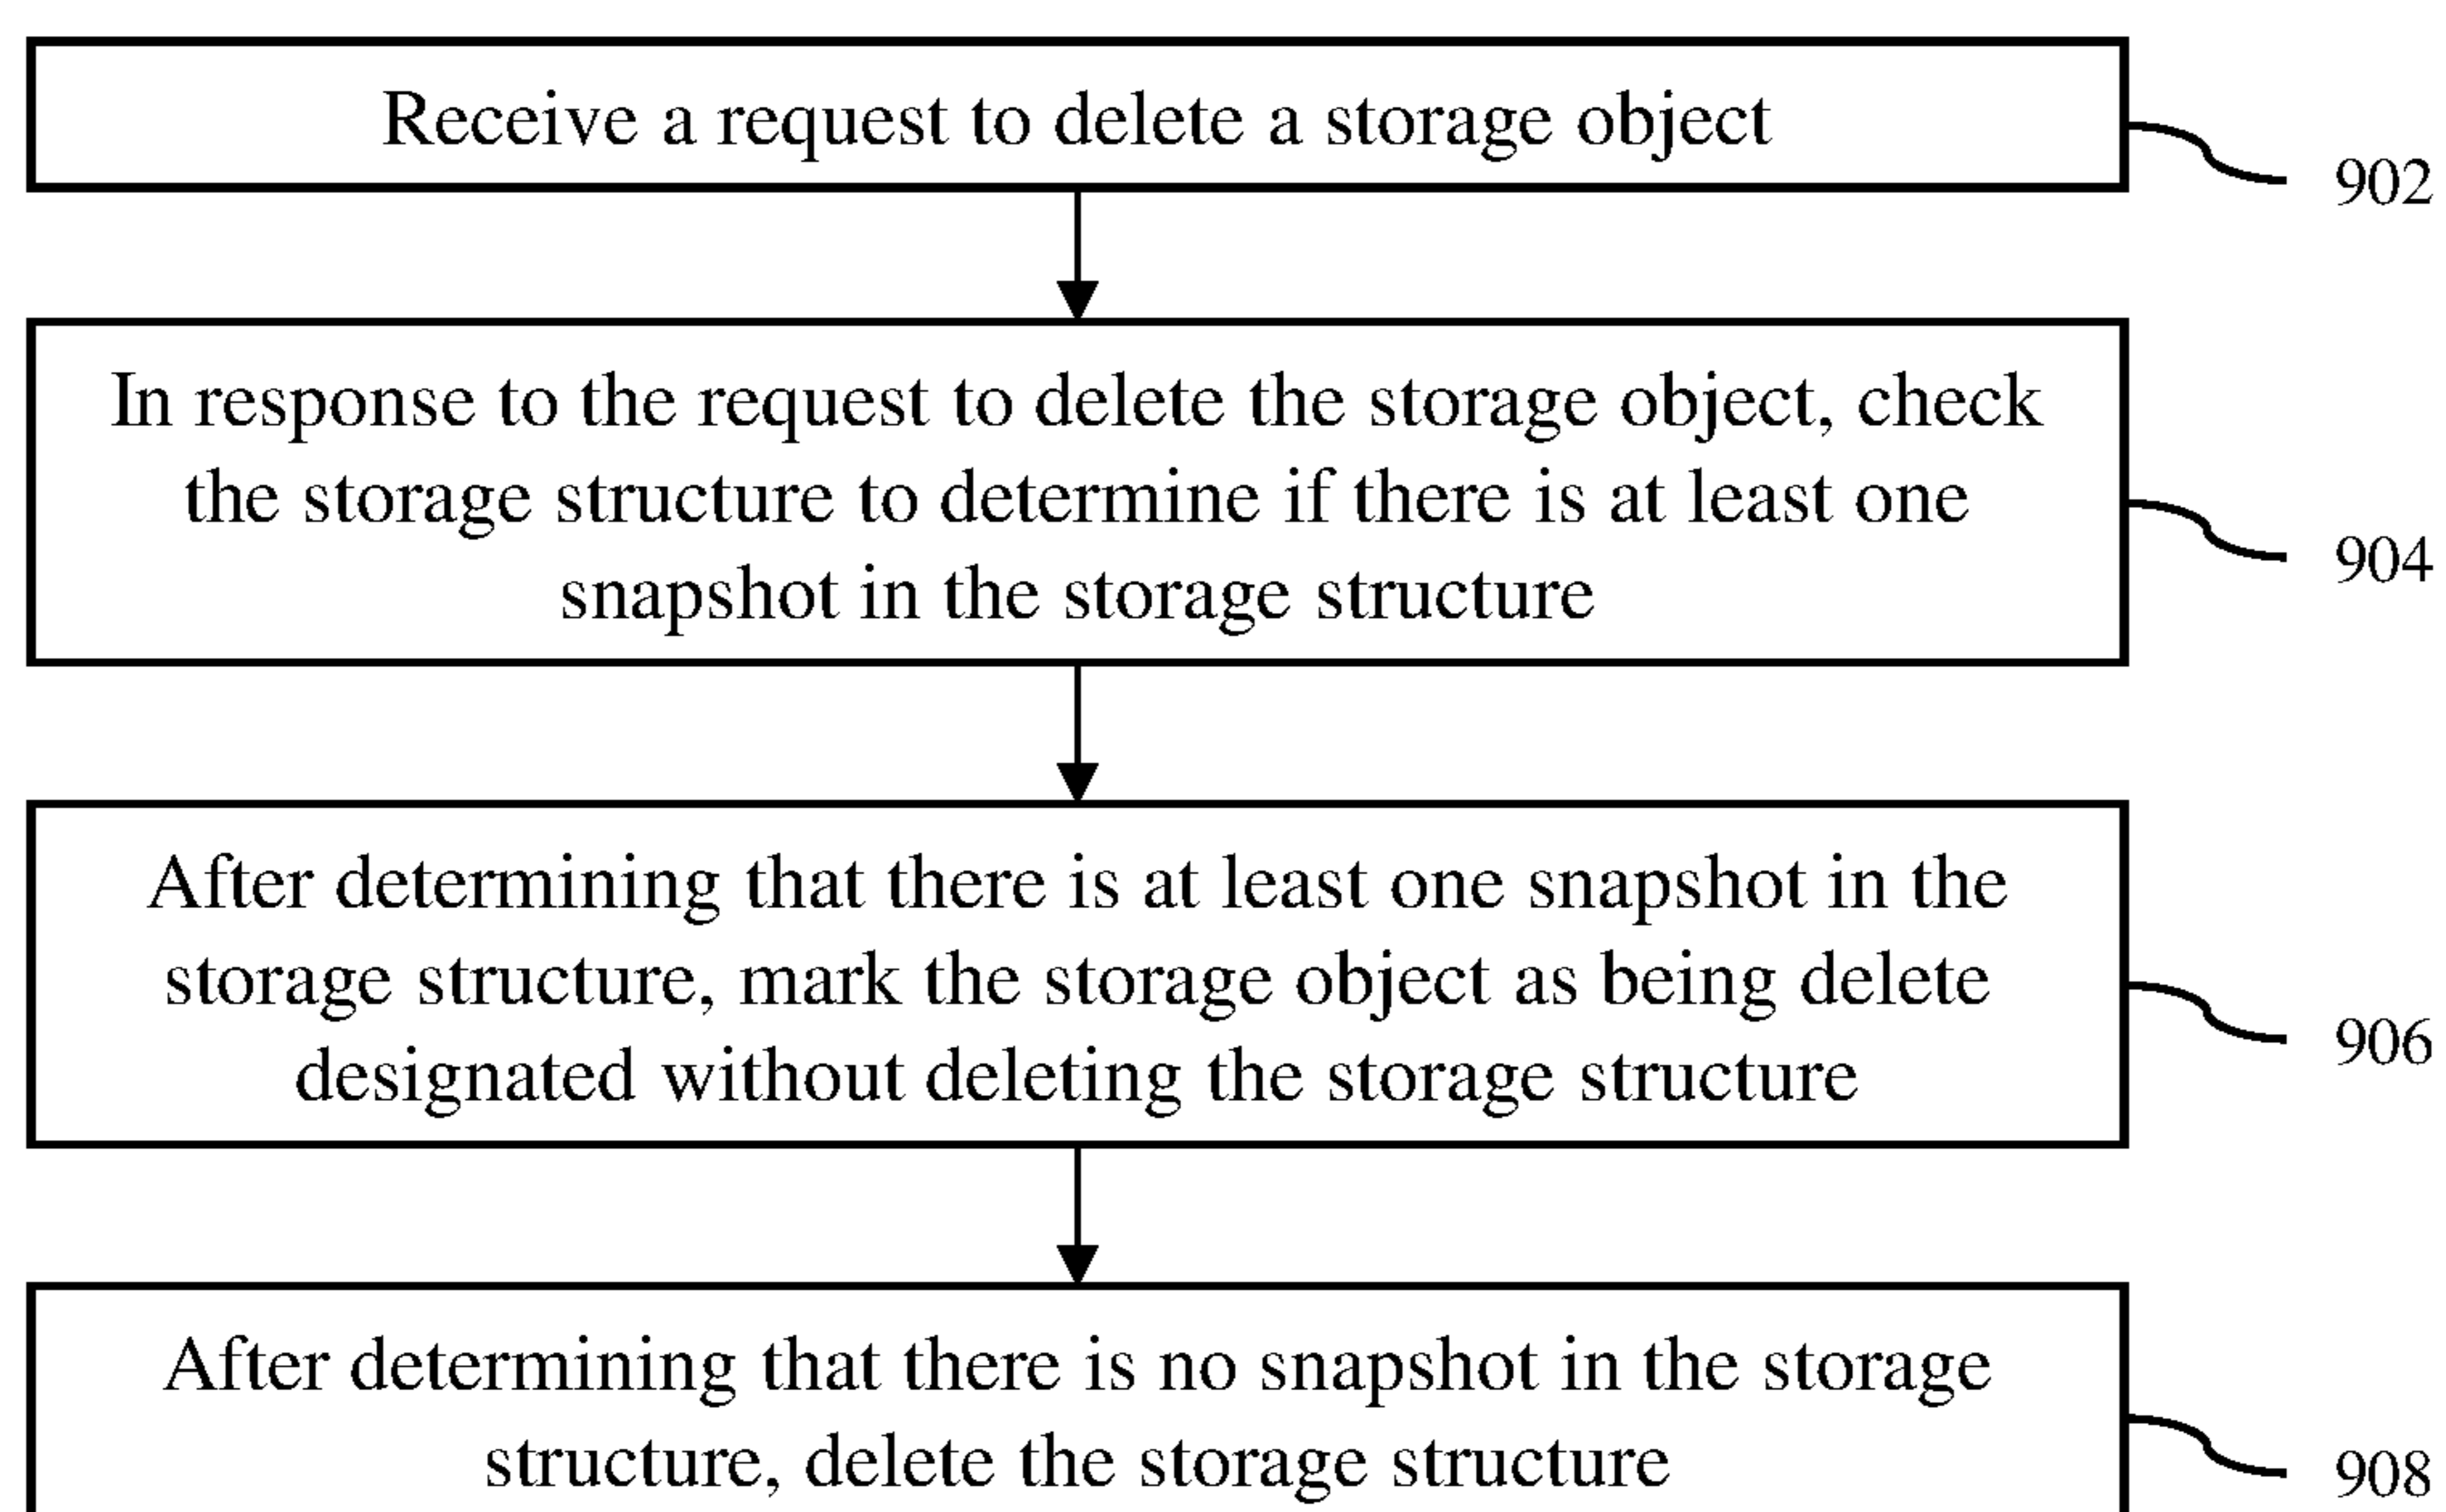 Receive a request to delete a storage object
902
In response to the request to delete the storage object, check
the storage structure to determine if there is at least one
snapshot in the storage structure
904
After determining that there is at least one snapshot in the
storage structure, mark the storage object as being delete
designated without deleting the storage structure
906
After determining that there is no snapshot in the storage
structure, delete the storage structure
908